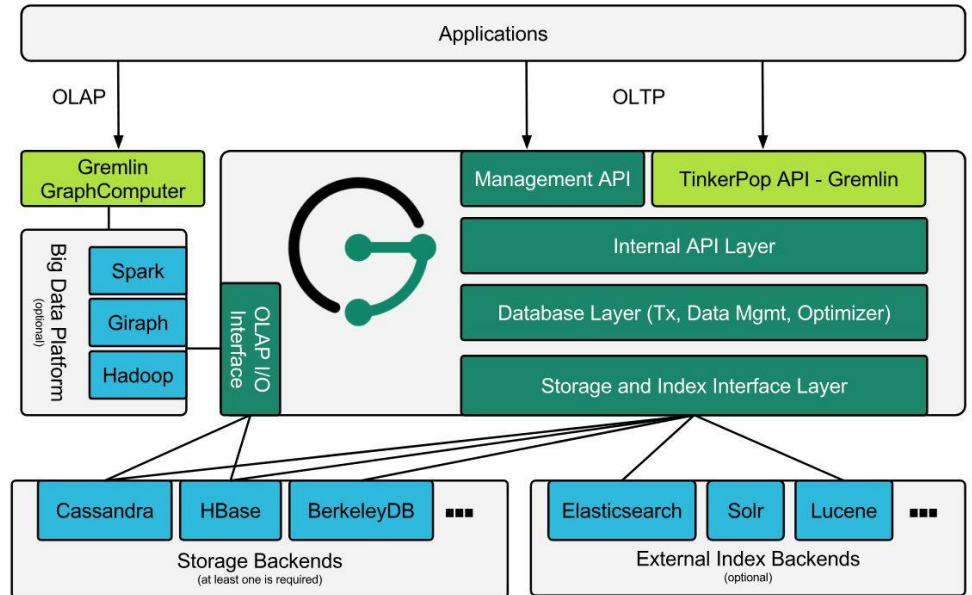 Applications
OLAP
OLTP
Gremlin
GraphComputer
Management API
TinkerPop API - Gremlin
Big Data Platform
(optional)
Spark
Giraph
Hadoop
OLAP I/O
Interface
Internal API Layer
Database Layer (Tx, Data Mgmt, Optimizer)
Storage and Index Interface Layer
Cassandra
HBase
BerkeleyDB
Storage Backends
(at least one is required)
Elasticsearch
Solr
Lucene
External Index Backends
(optional)